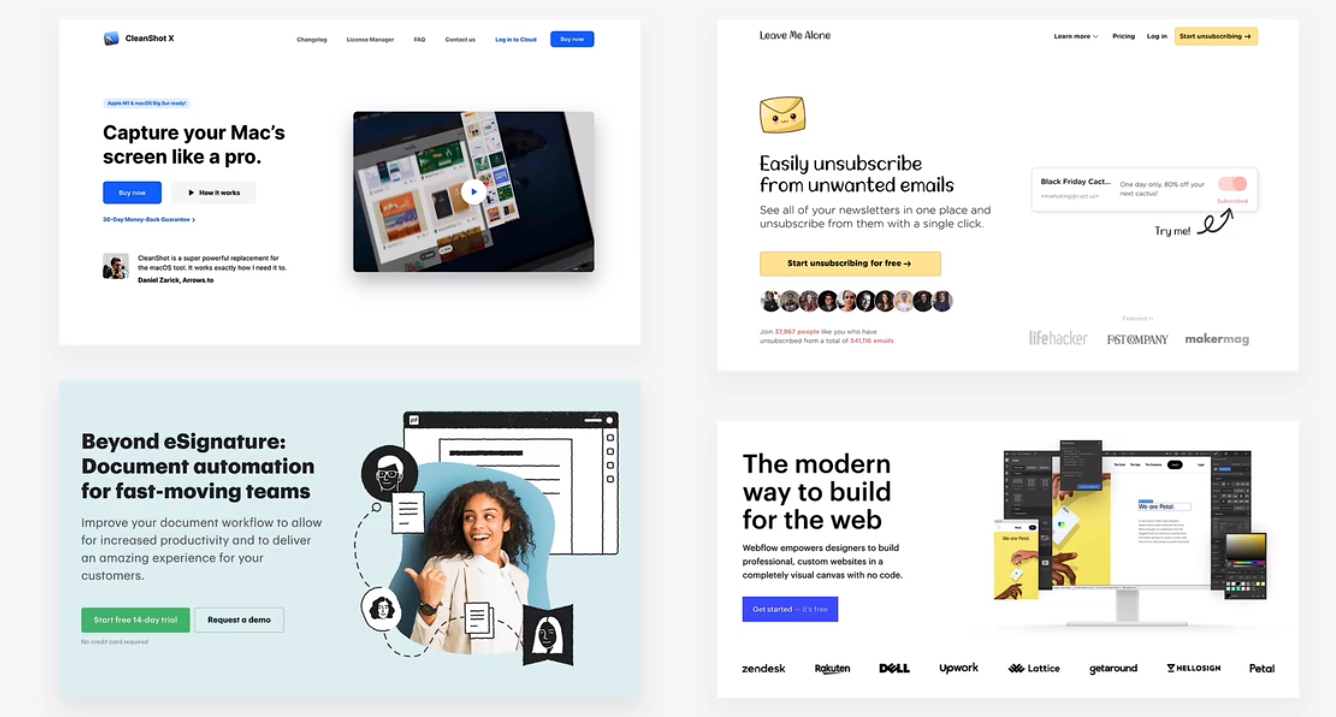 CleanShot X
Changelog
License Manager
FAQ
Contact us
Log in to Cloud
Buy now
Apple M1 & macOS Big Sur ready!
Capture your Mac's
screen like a pro.
Buy now
How it works
30-Day Money-Back Guarantee
CleanShot is a super powerful replacement for
the macOS tool. It works exactly how I need it to.
Daniel Zarick, Arrows.to
Leave Me Alone
Learn more
Pricing
Log in
Start unsubscribing →
Easily unsubscribe
from unwanted emails
See all of your newsletters in one place and
unsubscribe from them with a single click.
Start unsubscribing for free →
Join 37,967 people like you who have
unsubscribed from a total of 541,116 emails
Black Friday Cact...
<marketing@cact.us>
One day only, 80% off your
next cactus!
Subscribed
Try me!
Featured in
lifehacker
FAST COMPANY
makermag
Beyond eSignature:
Document automation
for fast-moving teams
Improve your document workflow to allow
for increased productivity and to deliver
an amazing experience for your
customers.
Start free 14-day trial
Request a demo
No credit card required
pd
The modern
way to build
for the web
Webflow empowers designers to build
professional, custom websites in a
completely visual canvas with no code.
Get started — it's free
We are Petal.
We are Petal.
zendesk
Rakuten
DELL
Upwork
Lattice
getaround
HELLOSIGN
Petal